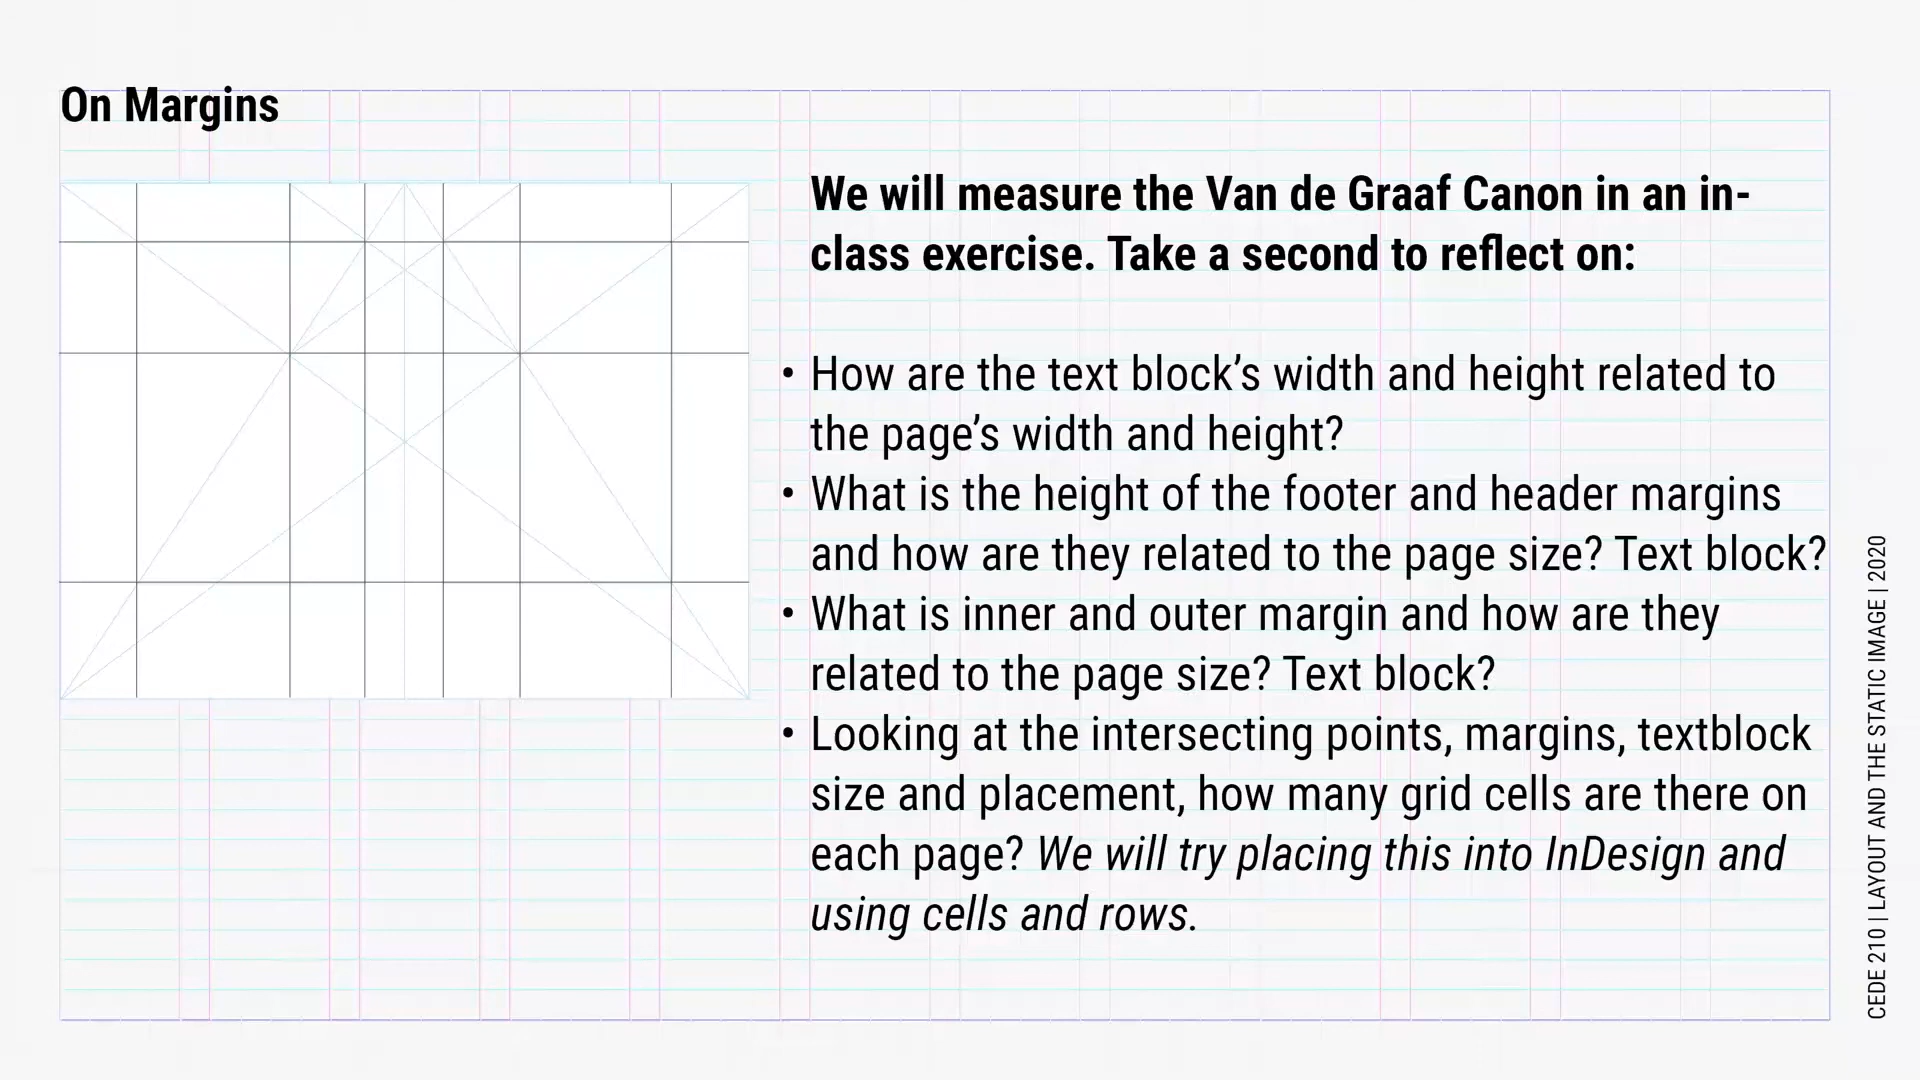 On Margins
We will measure the Van de Graaf Canon in an in-
class exercise. Take a second to reflect on:
• How are the text block’s width and height related to
the page’s width and height?
• What is the height of the footer and header margins
and how are they related to the page size? Text block?
• What is inner and outer margin and how are they
related to the page size? Text block?
• Looking at the intersecting points, margins, textblock
size and placement, how many grid cells are there on
each page? We will try placing this into InDesign and
using cells and rows.
CEDE 210 | LAYOUT AND THE STATIC IMAGE | 2020